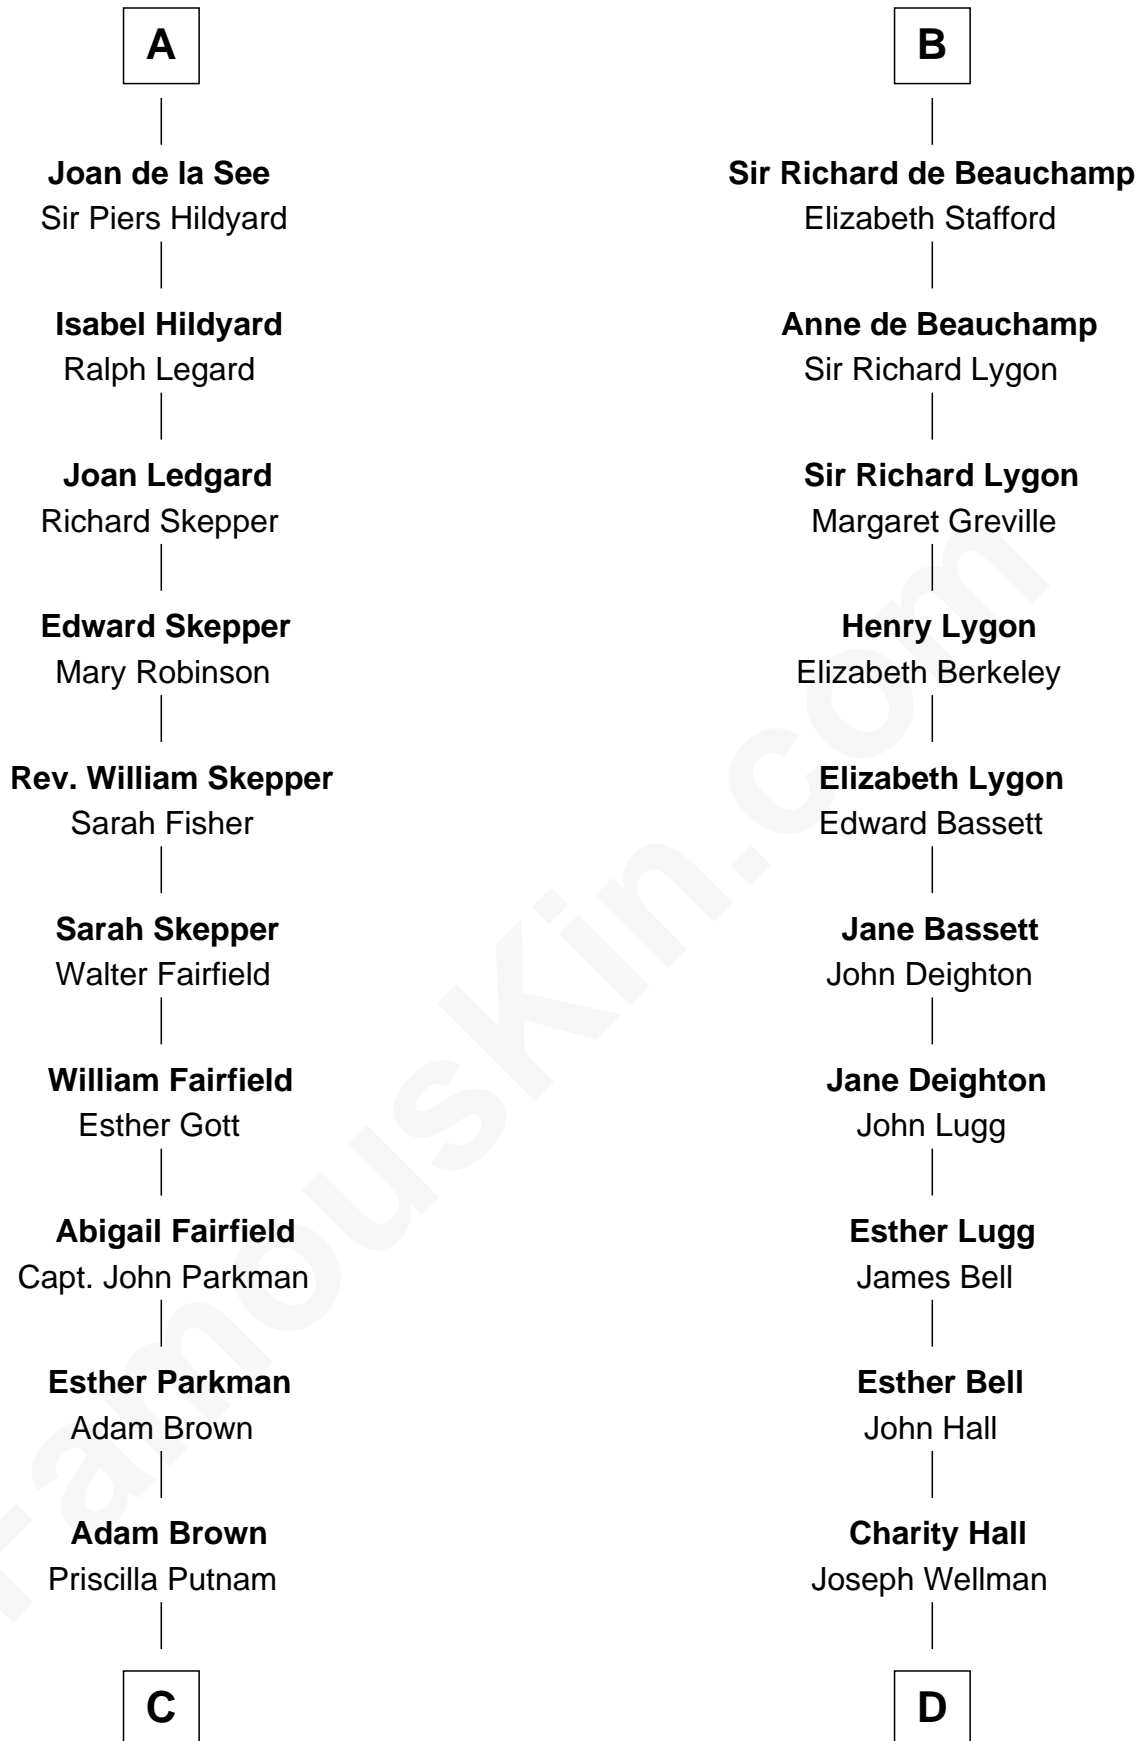 A
Joan de la See
Sir Piers Hildyard
Isabel Hildyard
Ralph Legard
Joan Ledgard
Richard Skepper
Edward Skepper
Mary Robinson
Rev. William Skepper
Sarah Fisher
Sarah Skepper
Walter Fairfield
William Fairfield
Esther Gott
Abigail Fairfield
Capt. John Parkman
Esther Parkman
Adam Brown
Adam Brown
Priscilla Putnam
C
B
Sir Richard de Beauchamp
Elizabeth Stafford
Anne de Beauchamp
Sir Richard Lygon
Sir Richard Lygon
Margaret Greville
Henry Lygon
Elizabeth Berkeley
Elizabeth Lygon
Edward Bassett
Jane Bassett
John Deighton
Jane Deighton
John Lugg
Esther Lugg
James Bell
Esther Bell
John Hall
Charity Hall
Joseph Wellman
D
FamousKin.com